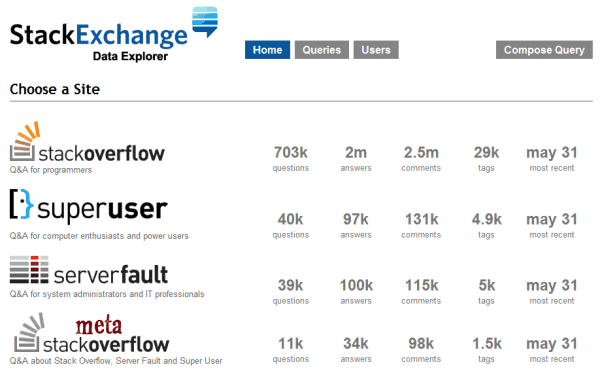 StackExchange
Data Explorer
Home Queries Users Compose Query
Choose a Site
stackoverflow 703k 2m 2.5m 29k may 31
Q&A for programmers questions answers comments tags most recent
superuser 40k 97k 131k 4.9k may 31
Q&A for computer enthusiasts and power users questions answers comments tags most recent
serverfault 39k 100k 115k 5k may 31
Q&A for system administrators and IT professionals questions answers comments tags most recent
meta
stackoverflow 11k 34k 98k 1.5k may 31
Q&A about Stack Overflow, Server Fault and Super User questions answers comments tags most recent